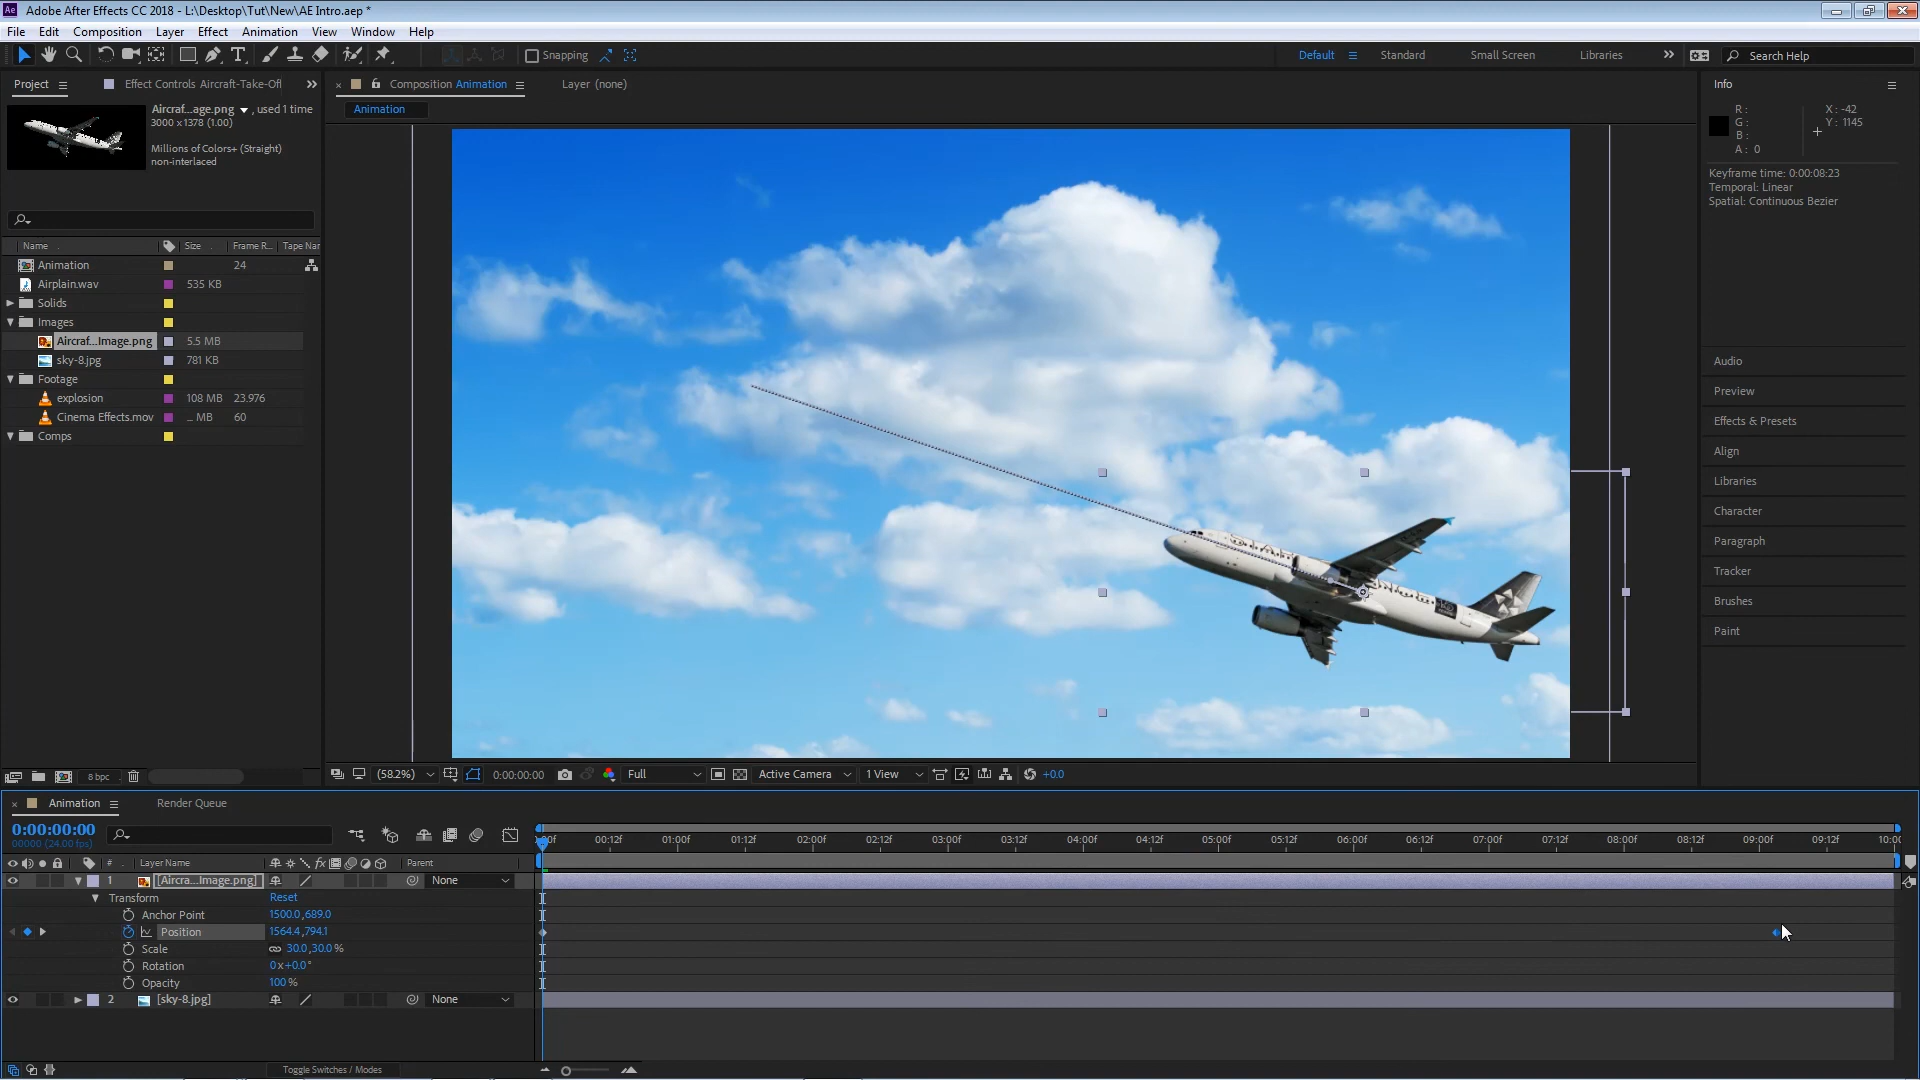 Adobe After Effects CC 2018 - L:\Desktop\Tut\New\AE Intro.aep *
File Edit Composition Layer Effect Animation View Window Help
Snapping
Default Standard Small Screen Libraries Search Help
Project Effect Controls Aircraft-Take-Off
Composition Animation Layer (none)
Info
Aircraf...age.png , used 1 time
3000 x 1378 (1.00)
Millions of Colors+ (Straight)
non-interlaced
Animation
R :
G :
B :
A : 0
X : -42
Y : 1145
Keyframe time: 0:00:08:23
Temporal: Linear
Spatial: Continuous Bezier
Name Size Frame R... Tape Nar
Animation 24
Airplain.wav 535 KB
Solids
Images
Aircraf...Image.png 5.5 MB
sky-8.jpg 781 KB
Footage
explosion 108 MB 23,976
Cinema Effects.mov ... MB 60
Comps
Audio
Preview
Effects & Presets
Align
Libraries
Character
Paragraph
Tracker
Brushes
Paint
8 bpc
(58.2%) 0:00:00:00 Full Active Camera 1 View +0.0
Animation Render Queue
0:00:00:00
00000 (24.00 fps)
:00f 00:12f 01:00f 01:12f 02:00f 02:12f 03:00f 03:12f 04:00f 04:12f 05:00f 05:12f 06:00f 06:12f 07:00f 07:12f 08:00f 08:12f 09:00f 09:12f 10:00
# Layer Name fx Parent
1 [Aircra...Image.png] None
Transform Reset
Anchor Point 1500.0,689.0
Position 1564.4,794.1
Scale 30.0,30.0%
Rotation 0x+0.0°
Opacity 100%
2 [sky-8.jpg] None
Toggle Switches / Modes